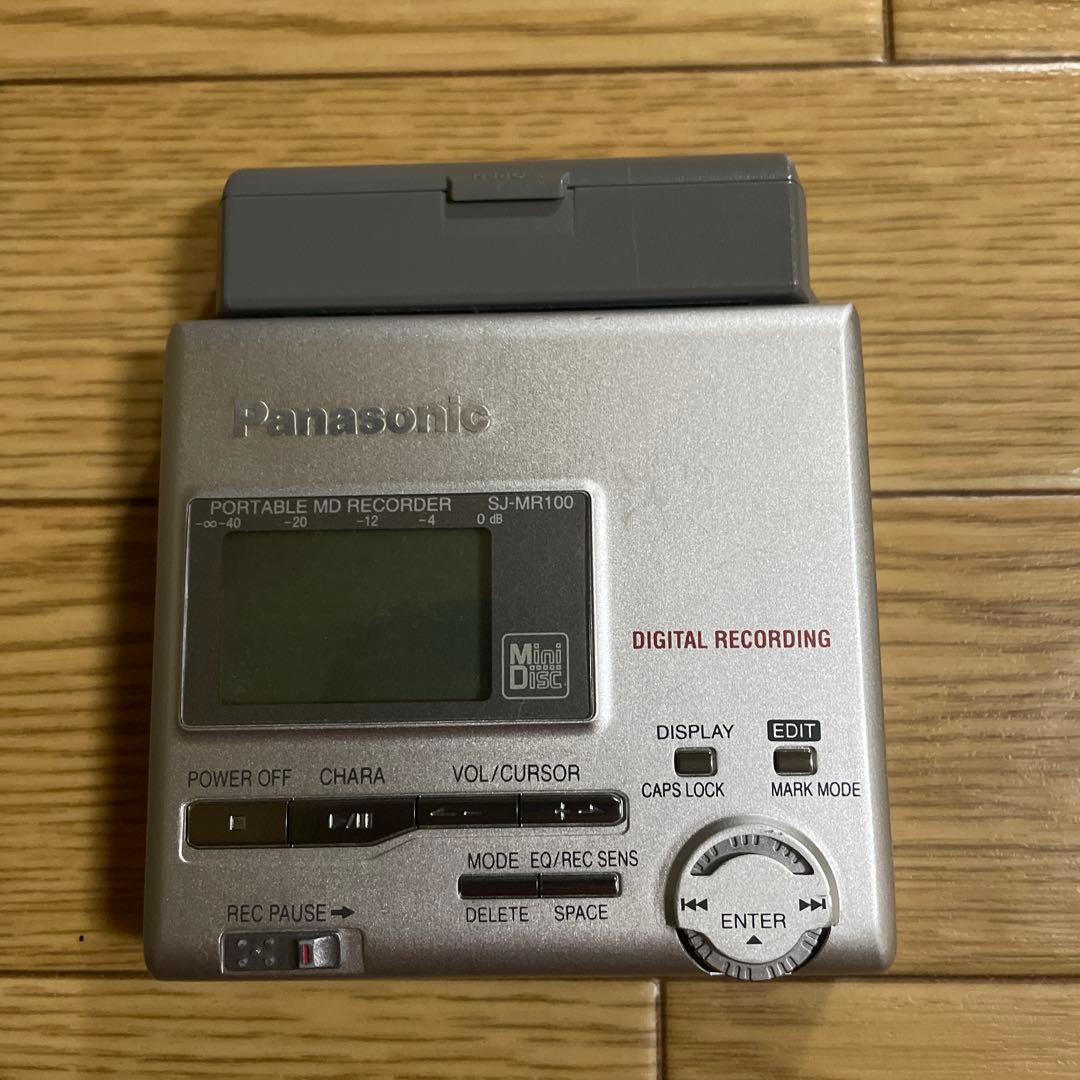 Panasonic
PORTABLE MD RECORDER SJ-MR100
-∞-40 -20 -12 -4 0 dB
Mini
Disc
DIGITAL RECORDING
DISPLAY EDIT
CAPS LOCK MARK MODE
POWER OFF CHARA VOL/CURSOR
MODE EQ/REC SENS
DELETE SPACE
REC PAUSE
ENTER